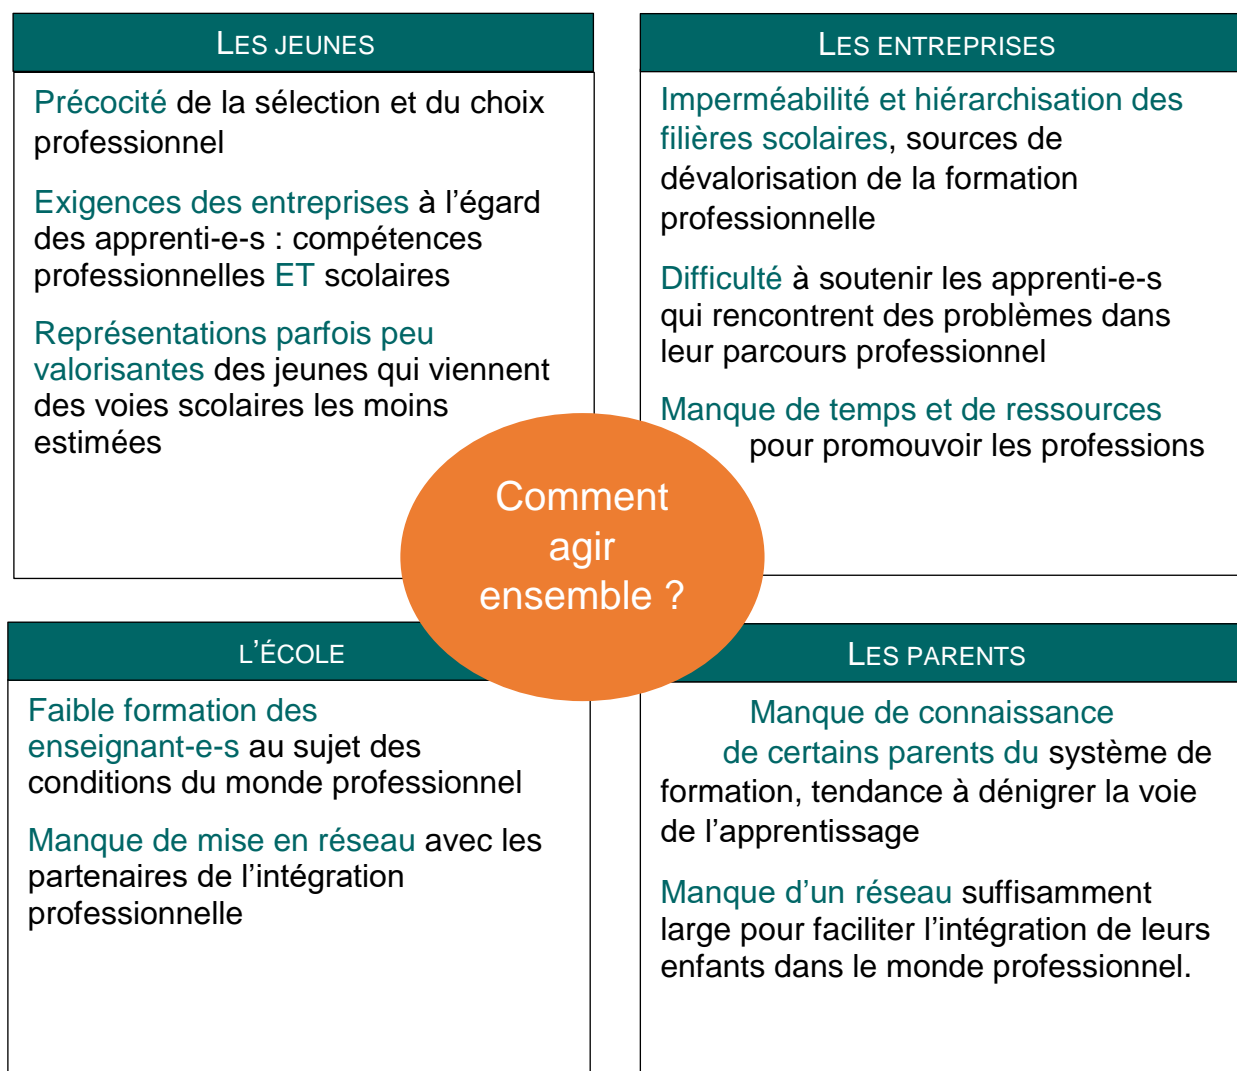 LES JEUNES
Précocité de la sélection et du choix
professionnel
Exigences des entreprises à l’égard
des apprenti-e-s : compétences
professionnelles ET scolaires
Représentations parfois peu
valorisantes des jeunes qui viennent
des voies scolaires les moins
estimées
LES ENTREPRISES
Imperméabilité et hiérarchisation des
filières scolaires, sources de
dévalorisation de la formation
professionnelle
Difficulté à soutenir les apprenti-e-s
qui rencontrent des problèmes dans
leur parcours professionnel
Manque de temps et de ressources
pour promouvoir les professions
Comment
agir
ensemble ?
L’ÉCOLE
Faible formation des
enseignant-e-s au sujet des
conditions du monde professionnel
Manque de mise en réseau avec les
partenaires de l’intégration
professionnelle
LES PARENTS
Manque de connaissance
de certains parents du système de
formation, tendance à dénigrer la voie
de l’apprentissage
Manque d’un réseau suffisamment
large pour faciliter l’intégration de leurs
enfants dans le monde professionnel.